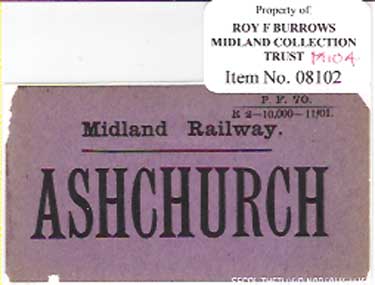 Property of
ROY F BURROWS
MIDLAND COLLECTION
TRUST M10A
Item No. 08102
P. F. 70.
R 2—10,000—11/01.
Midland Railway.
ASHCHURCH